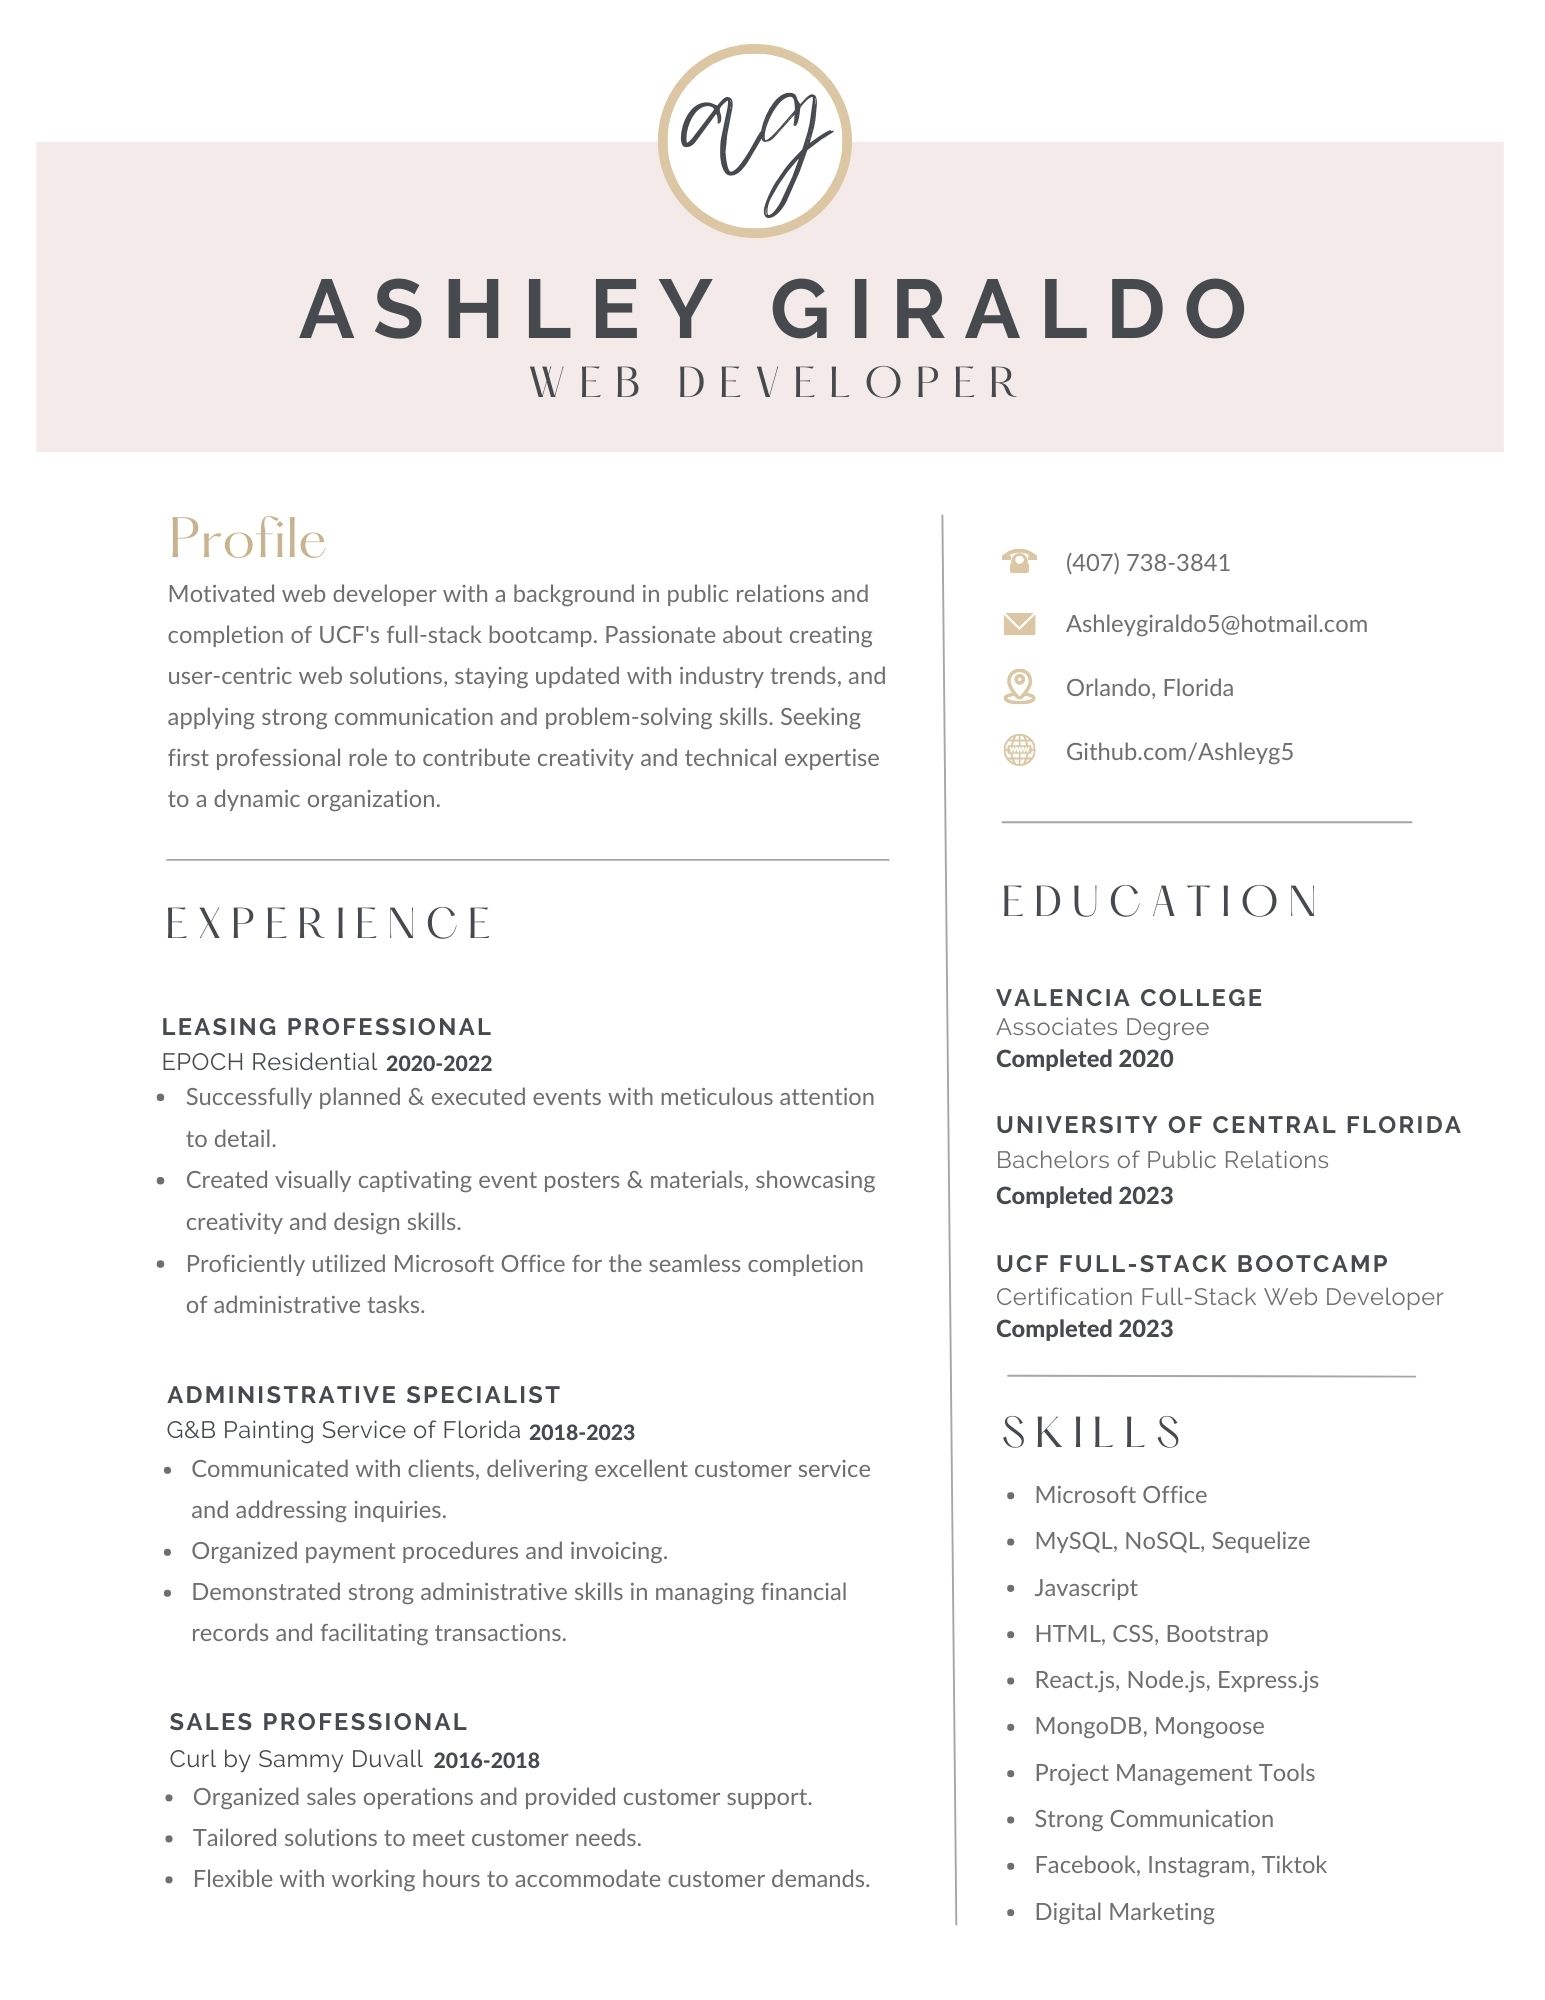 ag
ASHLEY GIRALDO
WEB DEVELOPER
Profile
Motivated web developer with a background in public relations and
completion of UCF's full-stack bootcamp. Passionate about creating
user-centric web solutions, staying updated with industry trends, and
applying strong communication and problem-solving skills. Seeking
first professional role to contribute creativity and technical expertise
to a dynamic organization.
EXPERIENCE
LEASING PROFESSIONAL
EPOCH Residential 2020-2022
• Successfully planned & executed events with meticulous attention
to detail.
• Created visually captivating event posters & materials, showcasing
creativity and design skills.
• Proficiently utilized Microsoft Office for the seamless completion
of administrative tasks.
ADMINISTRATIVE SPECIALIST
G&B Painting Service of Florida 2018-2023
• Communicated with clients, delivering excellent customer service
and addressing inquiries.
• Organized payment procedures and invoicing.
• Demonstrated strong administrative skills in managing financial
records and facilitating transactions.
SALES PROFESSIONAL
Curl by Sammy Duvall 2016-2018
• Organized sales operations and provided customer support.
• Tailored solutions to meet customer needs.
• Flexible with working hours to accommodate customer demands.
(407) 738-3841
Ashleygiraldo5@hotmail.com
Orlando, Florida
Github.com/Ashleyg5
EDUCATION
VALENCIA COLLEGE
Associates Degree
Completed 2020
UNIVERSITY OF CENTRAL FLORIDA
Bachelors of Public Relations
Completed 2023
UCF FULL-STACK BOOTCAMP
Certification Full-Stack Web Developer
Completed 2023
SKILLS
• Microsoft Office
• MySQL, NoSQL, Sequelize
• Javascript
• HTML, CSS, Bootstrap
• React.js, Node.js, Express.js
• MongoDB, Mongoose
• Project Management Tools
• Strong Communication
• Facebook, Instagram, Tiktok
• Digital Marketing